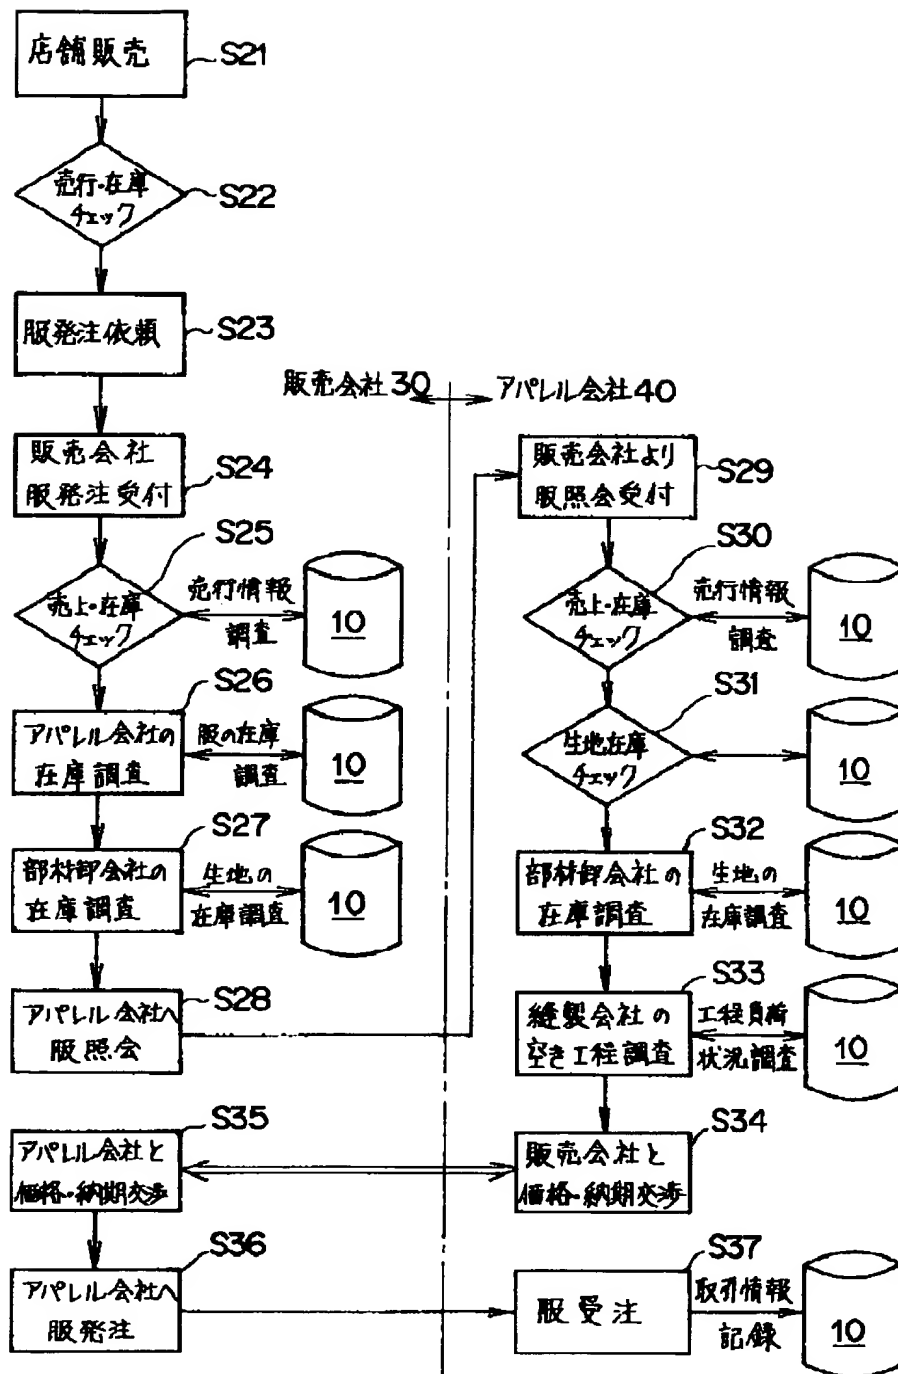 店舗販売
S21
売行・在庫
チェック
S22
服発注依頼
S23
販売会社30
アパレル会社40
販売会社
服発注受付
S24
売上・在庫
チェック
S25
売行情報
調査
10
アパレル会社の
在庫調査
S26
服の在庫
調査
10
部材卸会社の
在庫調査
S27
生地の
在庫調査
10
アパレル会社へ
服照会
S28
販売会社より
服照会受付
S29
売上・在庫
チェック
S30
売行情報
調査
10
生地在庫
チェック
S31
10
部材卸会社の
在庫調査
S32
生地の
在庫調査
10
縫製会社の
空き工程調査
S33
工程負荷
状況調査
10
販売会社と
価格・納期交渉
S34
アパレル会社と
価格・納期交渉
S35
アパレル会社へ
服発注
S36
服受注
S37
取引情報
記録
10